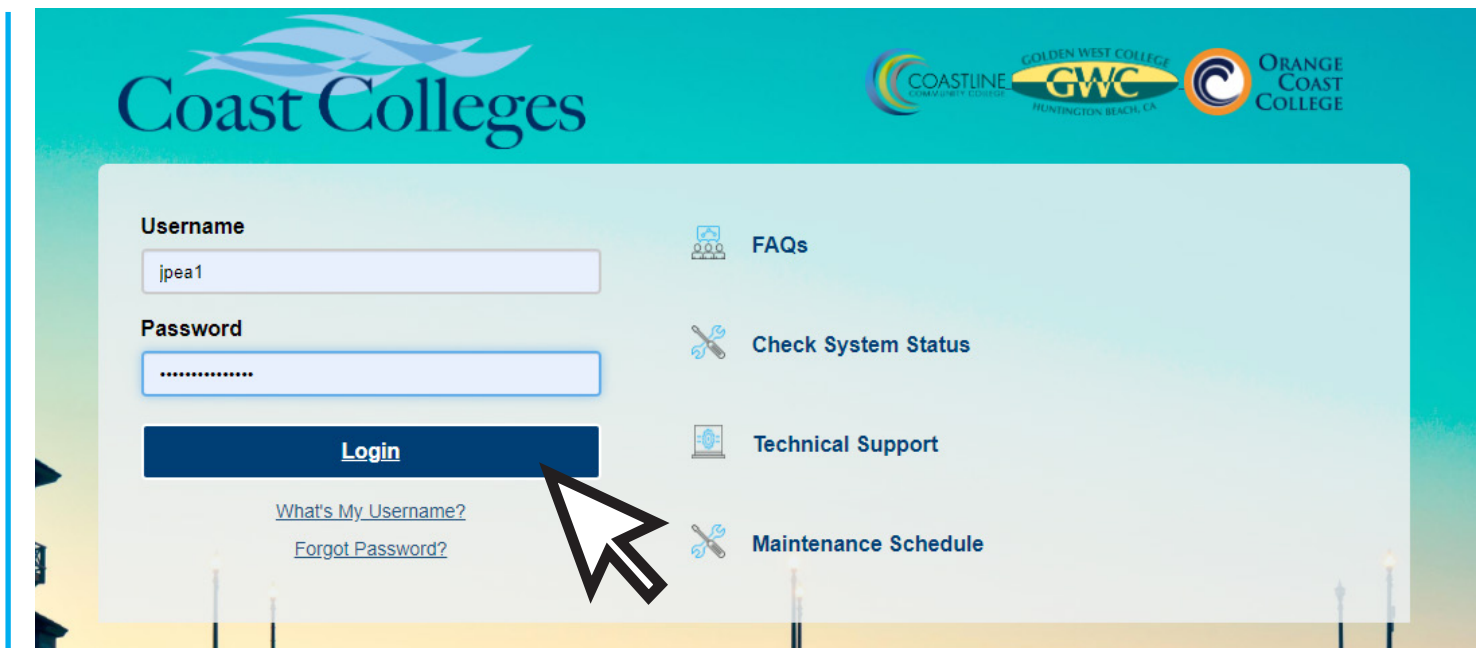 Coast Colleges
COASTLINE
COMMUNITY COLLEGE
GOLDEN WEST COLLEGE
GWC
HUNTINGTON BEACH, CA
ORANGE
COAST
COLLEGE
Username
jpea1
Password
•••••••••••••••
Login
What's My Username?
Forgot Password?
FAQs
Check System Status
Technical Support
Maintenance Schedule